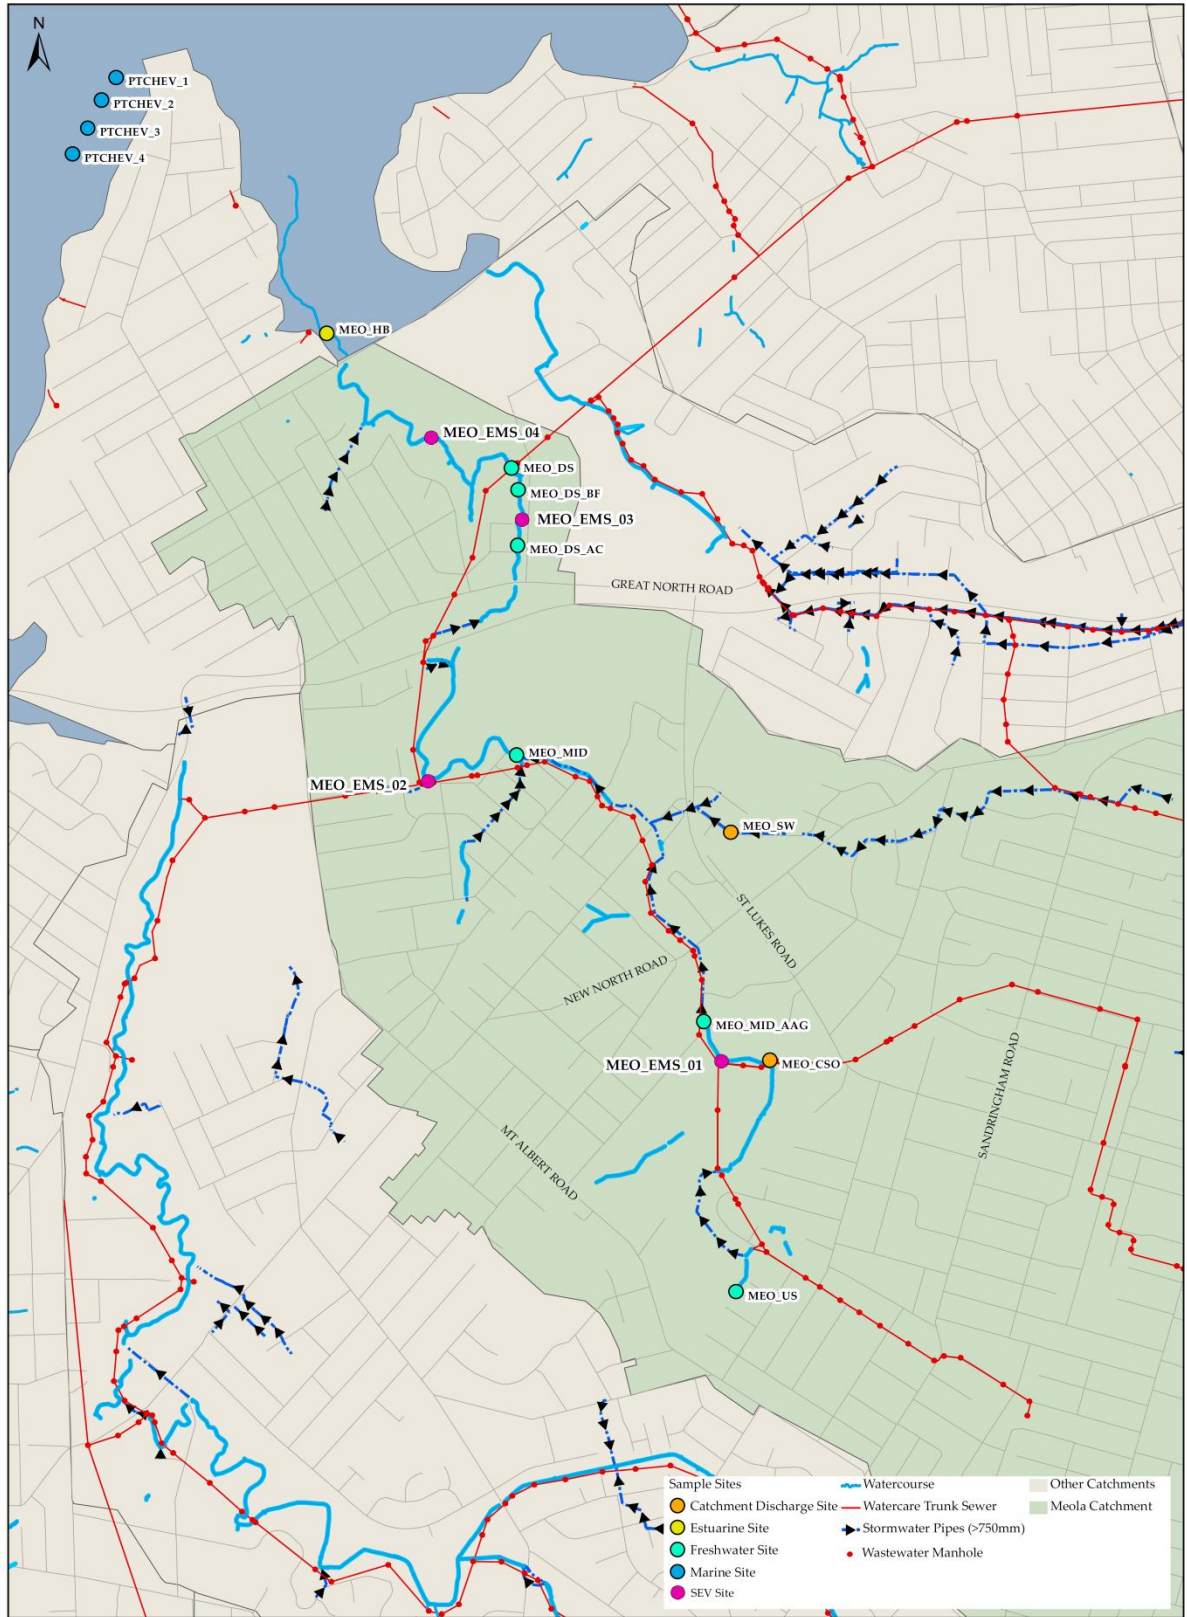 N
PTCHEV_1
PTCHEV_2
PTCHEV_3
PTCHEV_4
MEO_HB
MEO_EMS_04
MEO_DS
MEO_DS_BF
MEO_EMS_03
MEO_DS_AC
GREAT NORTH ROAD
MEO_MID
MEO_EMS_02
MEO_SW
ST LUKES ROAD
NEW NORTH ROAD
MEO_MID_AAG
MEO_EMS_01
MEO_CSO
SANDRINGHAM ROAD
MT ALBERT ROAD
MEO_US
Sample Sites
Catchment Discharge Site
Estuarine Site
Freshwater Site
Marine Site
SEV Site
Watercourse
Watercare Trunk Sewer
Stormwater Pipes (>750mm)
Wastewater Manhole
Other Catchments
Meola Catchment